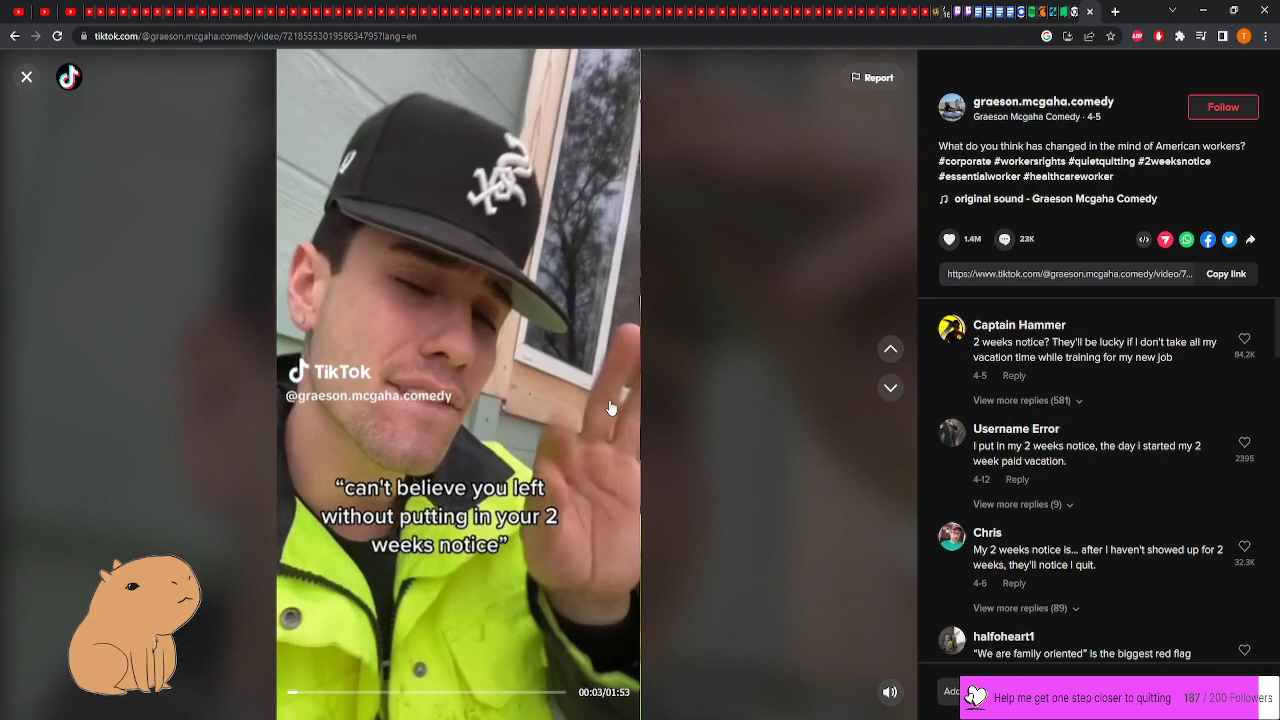 tiktok.com/@graeson.mcgaha.comedy/video/7218555301958634795?lang=en
Report
TikTok
@graeson.mcgaha.comedy
“can't believe you left
without putting in your 2
weeks notice”
00:03/01:53
graeson.mcgaha.comedy
Graeson Mcgaha Comedy · 4-5
Follow
What do you think has changed in the mind of American workers?
#corporate #workersrights #quietquitting #2weeksnotice
#essentialworker #healthcareworker
original sound - Graeson Mcgaha Comedy
1.4M
23K
https://www.tiktok.com/@graeson.mcgaha.comedy/video/7...
Copy link
Captain Hammer
2 weeks notice? They'll be lucky if I don't take all my
vacation time while training for my new job
84.2K
4-5 Reply
View more replies (581)
Username Error
I put in my 2 weeks notice, the day i started my 2
week paid vacation.
2395
4-12 Reply
View more replies (9)
Chris
My 2 weeks notice is... after I haven't showed up for 2
weeks, they'll notice I quit.
32.3K
4-6 Reply
View more replies (89)
halfoheart1
“We are family oriented” is the biggest red flag
Add
Help me get one step closer to quitting 187 / 200 Follower